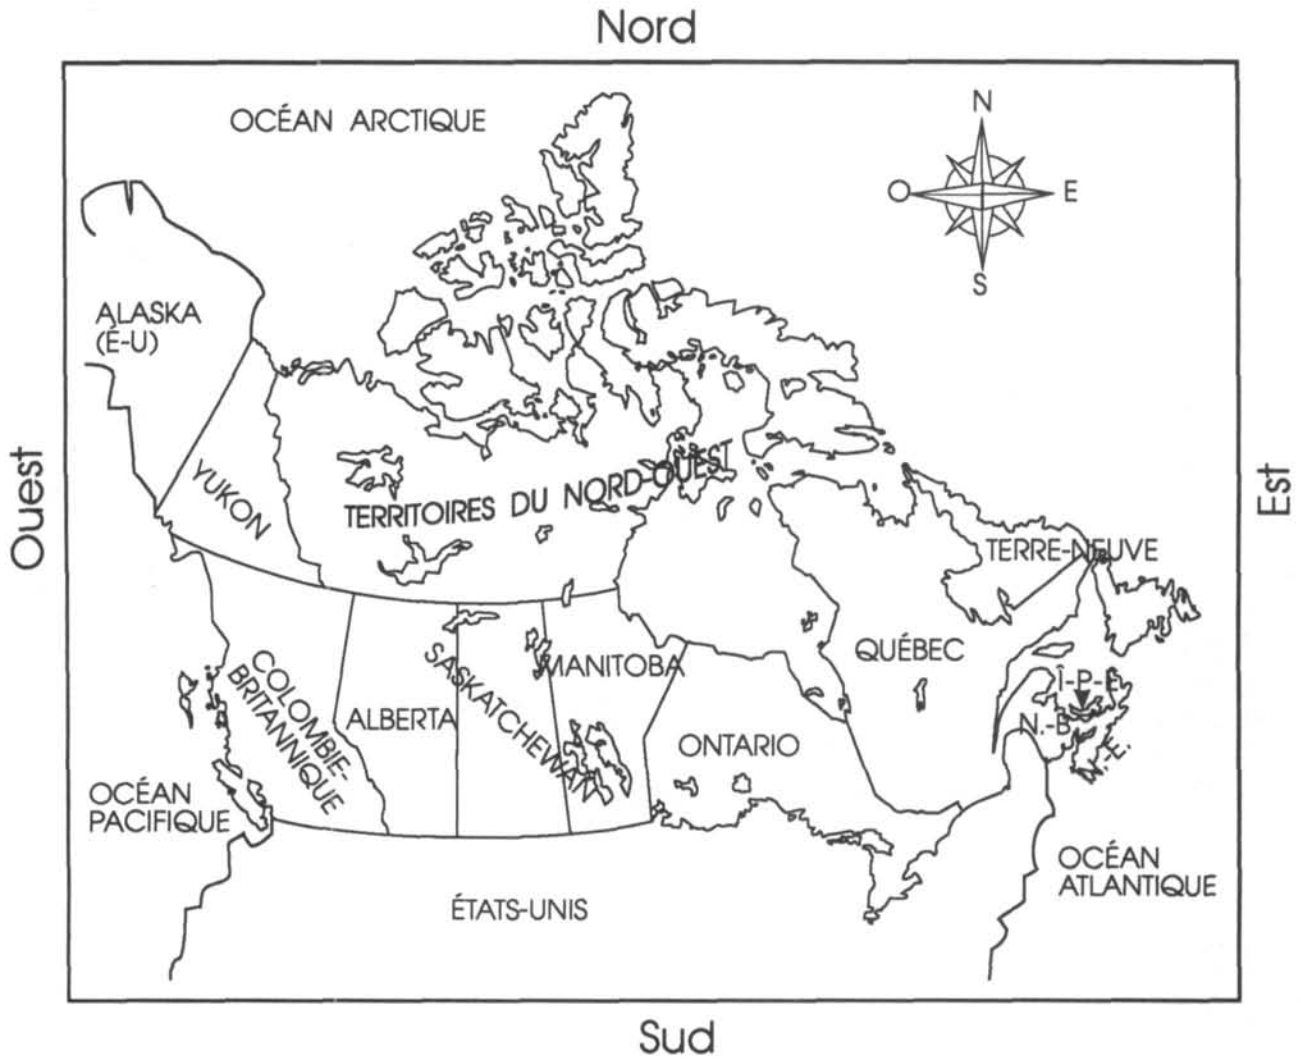 Nord
OCÉAN ARCTIQUE
N
O
E
S
ALASKA
(É-U)
Ouest
Est
YUKON
TERRITOIRES DU NORD-OUEST
TERRE-NEUVE
QUÉBEC
COLOMBIE-
BRITANNIQUE
ALBERTA
SASKATCHEWAN
MANITOBA
ONTARIO
Î-P-E
N.-B.
N.-E.
OCÉAN
PACIFIQUE
OCÉAN
ATLANTIQUE
ÉTATS-UNIS
Sud